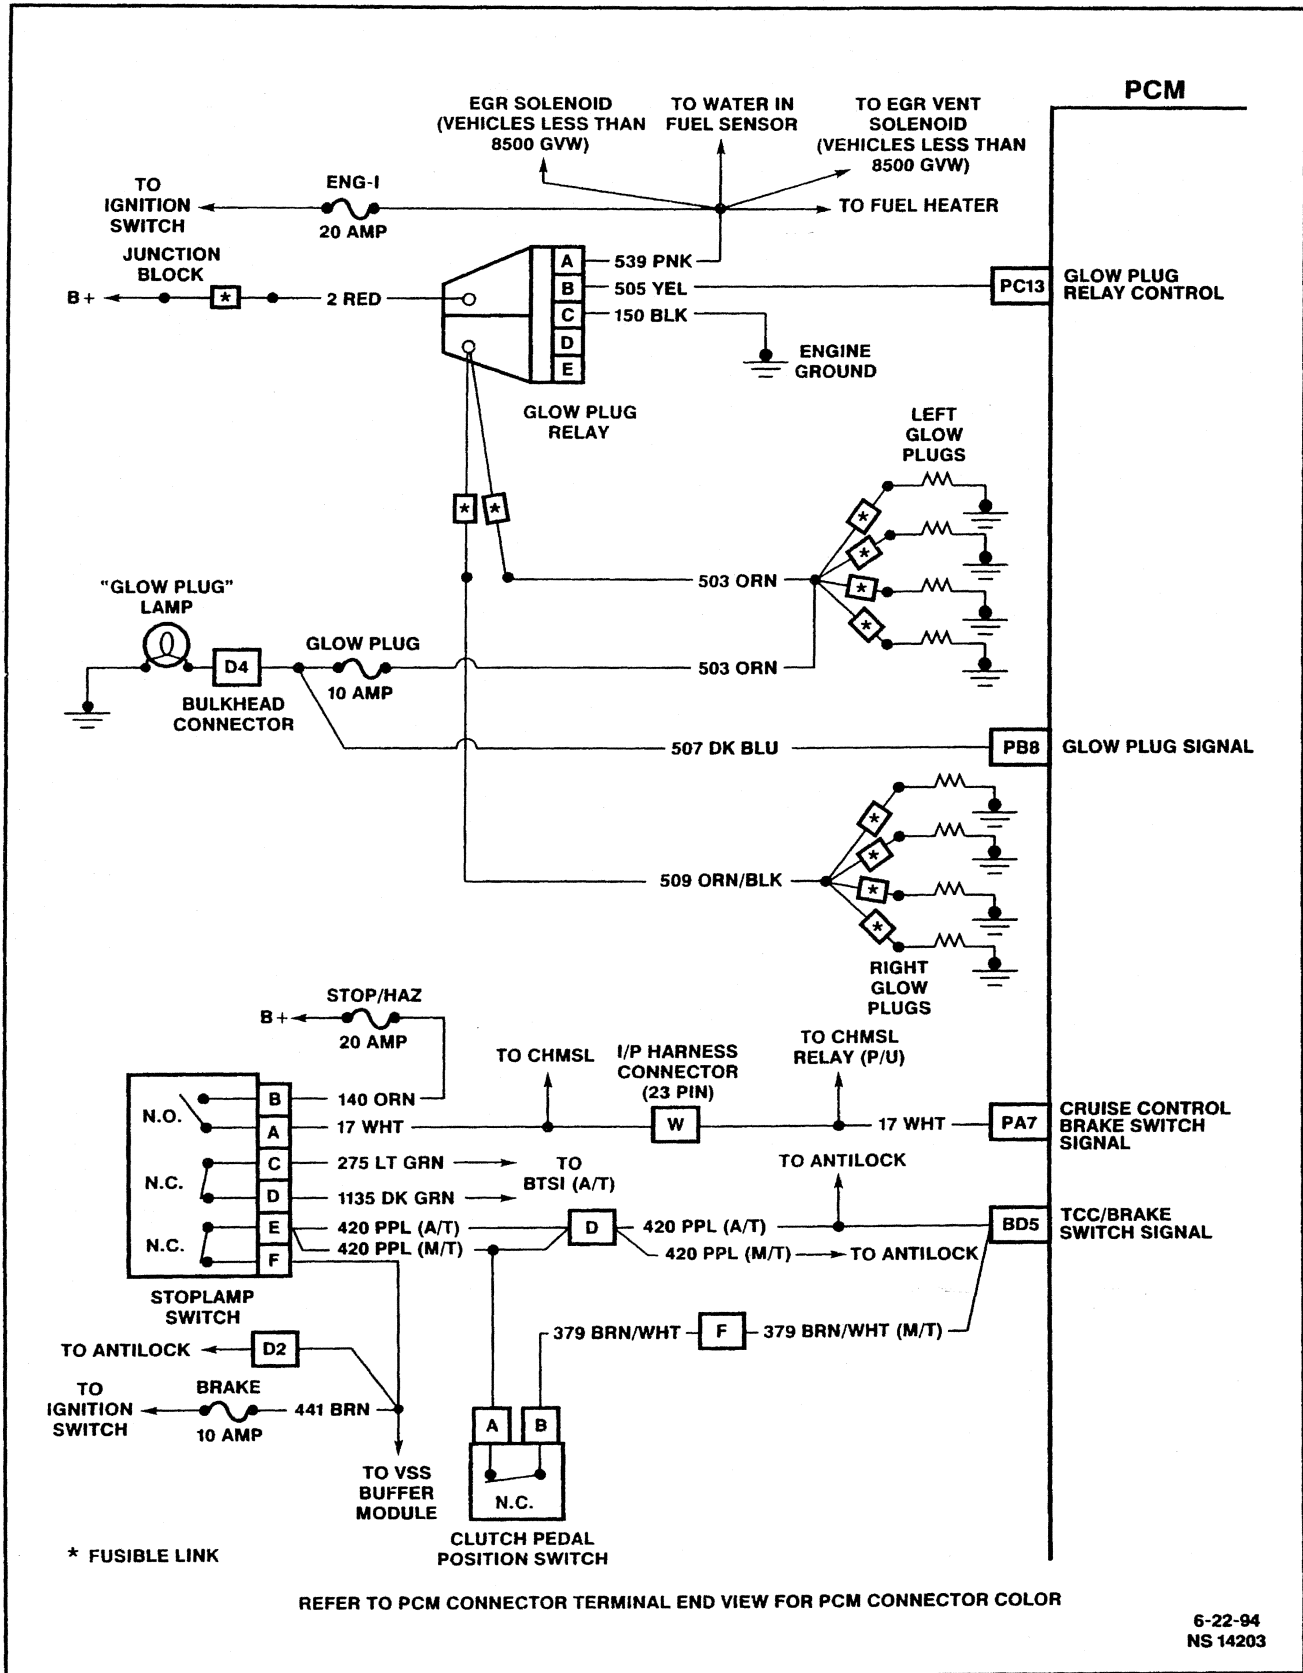 PCM
EGR SOLENOID
(VEHICLES LESS THAN
8500 GVW)
TO WATER IN
FUEL SENSOR
TO EGR VENT
SOLENOID
(VEHICLES LESS THAN
8500 GVW)
TO
IGNITION
SWITCH
ENG-I
20 AMP
TO FUEL HEATER
JUNCTION
BLOCK
B+
*
2 RED
A
539 PNK
B
505 YEL
PC13
GLOW PLUG
RELAY CONTROL
C
150 BLK
D
E
ENGINE
GROUND
GLOW PLUG
RELAY
LEFT
GLOW
PLUGS
*
*
*
*
*
*
503 ORN
"GLOW PLUG"
LAMP
D4
BULKHEAD
CONNECTOR
GLOW PLUG
10 AMP
503 ORN
507 DK BLU
PB8
GLOW PLUG SIGNAL
509 ORN/BLK
*
*
*
*
RIGHT
GLOW
PLUGS
B+
STOP/HAZ
20 AMP
TO CHMSL
I/P HARNESS
CONNECTOR
(23 PIN)
TO CHMSL
RELAY (P/U)
N.O.
B
140 ORN
A
17 WHT
W
17 WHT
PA7
CRUISE CONTROL
BRAKE SWITCH
SIGNAL
N.C.
C
275 LT GRN
D
1135 DK GRN
TO
BTSI (A/T)
TO ANTILOCK
N.C.
E
420 PPL (A/T)
420 PPL (M/T)
F
D
420 PPL (A/T)
420 PPL (M/T)
TO ANTILOCK
BD5
TCC/BRAKE
SWITCH SIGNAL
STOPLAMP
SWITCH
379 BRN/WHT
F
379 BRN/WHT (M/T)
TO ANTILOCK
D2
TO
IGNITION
SWITCH
BRAKE
10 AMP
441 BRN
TO VSS
BUFFER
MODULE
A
B
N.C.
CLUTCH PEDAL
POSITION SWITCH
* FUSIBLE LINK
REFER TO PCM CONNECTOR TERMINAL END VIEW FOR PCM CONNECTOR COLOR
6-22-94
NS 14203